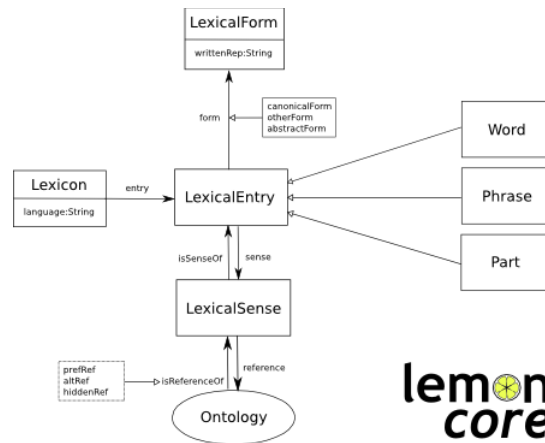 LexicalForm
writtenRep:String
form
canonicalForm
otherForm
abstractForm
Word
Lexicon
language:String
entry
LexicalEntry
Phrase
isSenseOf
sense
Part
LexicalSense
prefRef
altRef
hiddenRef
isReferenceOf
reference
Ontology
lemon
core